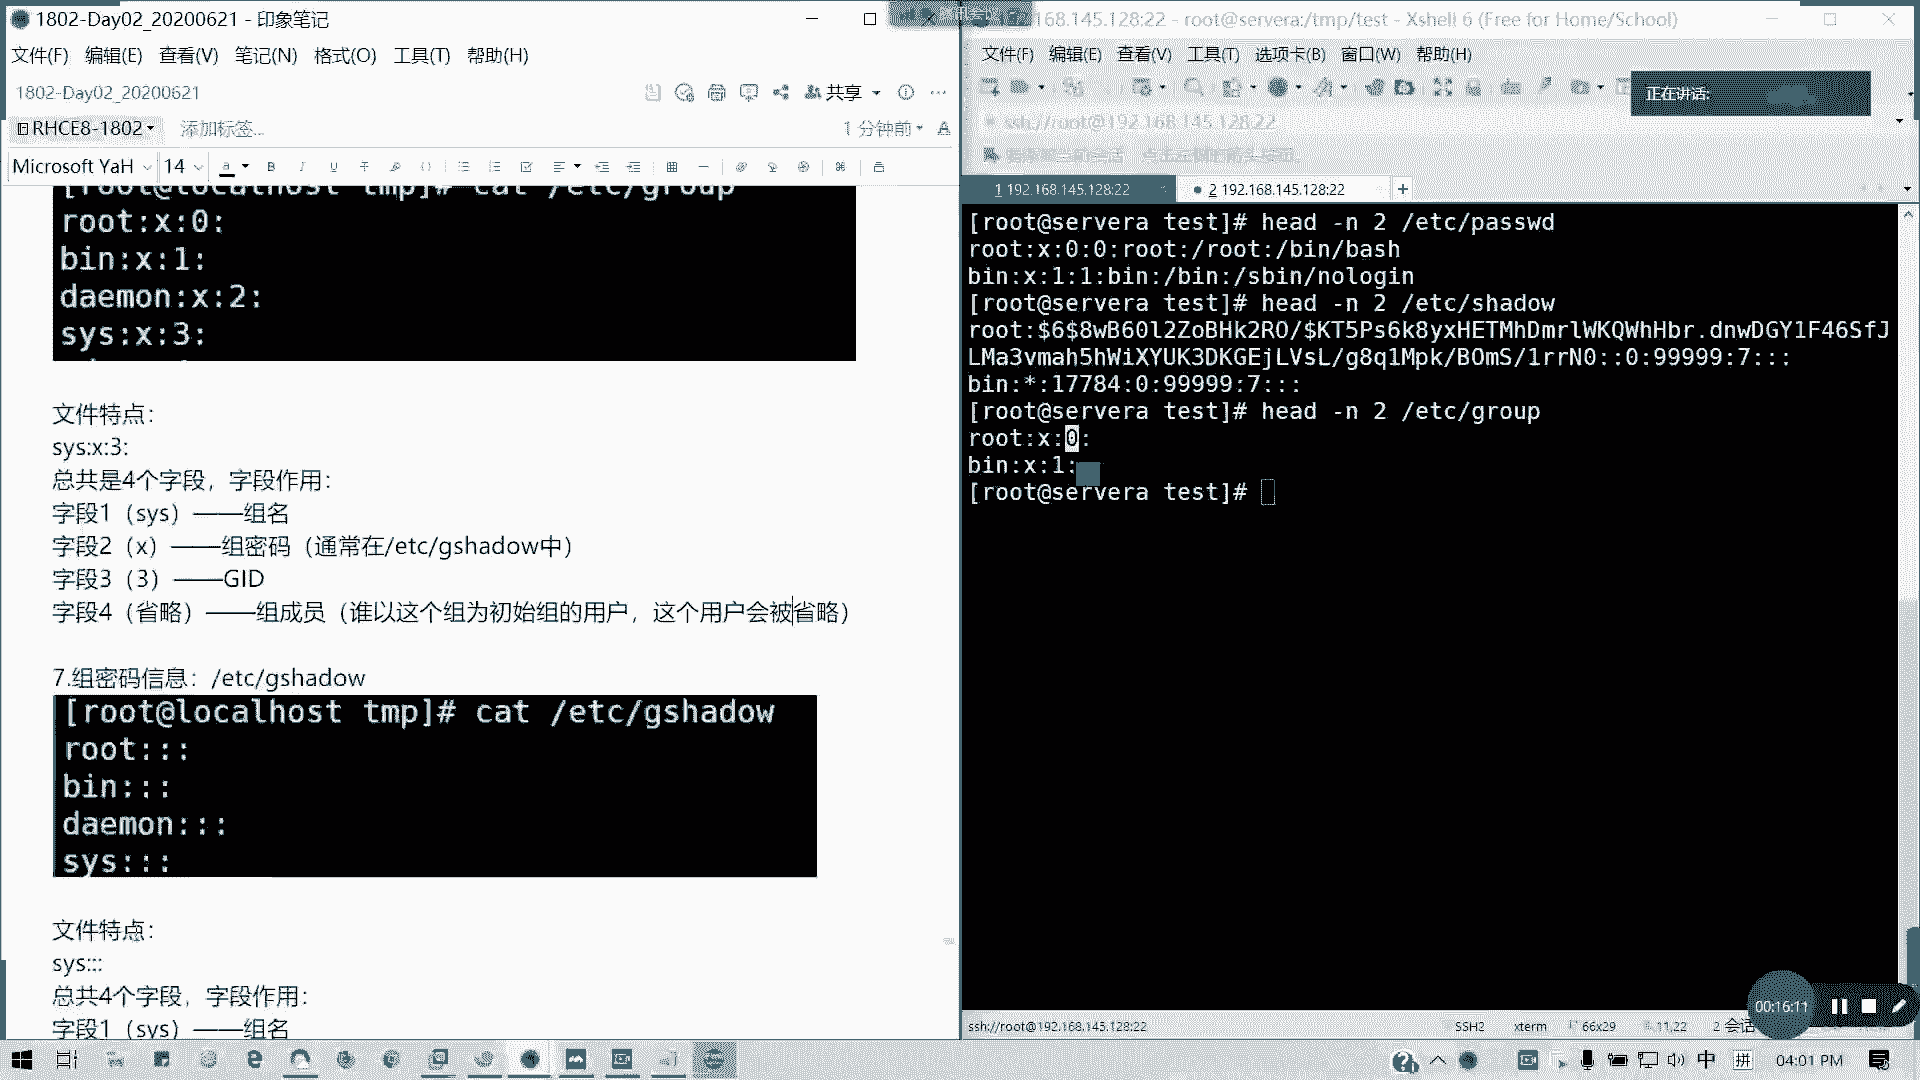 1802-Day02_20200621 - 印象笔记
文件(F) 编辑(E) 查看(V) 笔记(N) 格式(O) 工具(T) 帮助(H)
1802-Day02_20200621
共享
RHCE8-1802
添加标签...
1 分钟前
Microsoft YaH
14
[root@localhost tmp]# cat /etc/group
root:x:0:
bin:x:1:
daemon:x:2:
sys:x:3:
文件特点：
sys:x:3:
总共是4个字段，字段作用：
字段1（sys）——组名
字段2（x）——组密码（通常在/etc/gshadow中）
字段3（3）——GID
字段4（省略）——组成员（谁以这个组为初始组的用户，这个用户会被省略）
7.组密码信息：/etc/gshadow
[root@localhost tmp]# cat /etc/gshadow
root:::
bin:::
daemon:::
sys:::
文件特点：
sys:::
总共4个字段，字段作用：
字段1（sys）——组名
168.145.128:22 - root@servera:/tmp/test - Xshell 6 (Free for Home/School)
文件(F) 编辑(E) 查看(V) 工具(T) 选项卡(B) 窗口(W) 帮助(H)
正在讲话:
ssh://root@192.168.145.128:22
1 192.168.145.128:22
2 192.168.145.128:22
[root@servera test]# head -n 2 /etc/passwd
root:x:0:0:root:/root:/bin/bash
bin:x:1:1:bin:/bin:/sbin/nologin
[root@servera test]# head -n 2 /etc/shadow
root:$6$8wB60l2ZoBHk2RO/$KT5Ps6k8yxHETMhDmrlWKQWhHbr.dnwDGY1F46SfJ
LMa3vmah5hWiXYUK3DKGEjLVsL/g8q1Mpk/BOmS/1rrN0::0:99999:7:::
bin:*:17784:0:99999:7:::
[root@servera test]# head -n 2 /etc/group
root:x:0:
bin:x:1:
[root@servera test]#
00:16:11
ssh://root@192.168.145.128:22
SSH2
xterm
66x29
11,22
2 会话
中
拼
04:01 PM